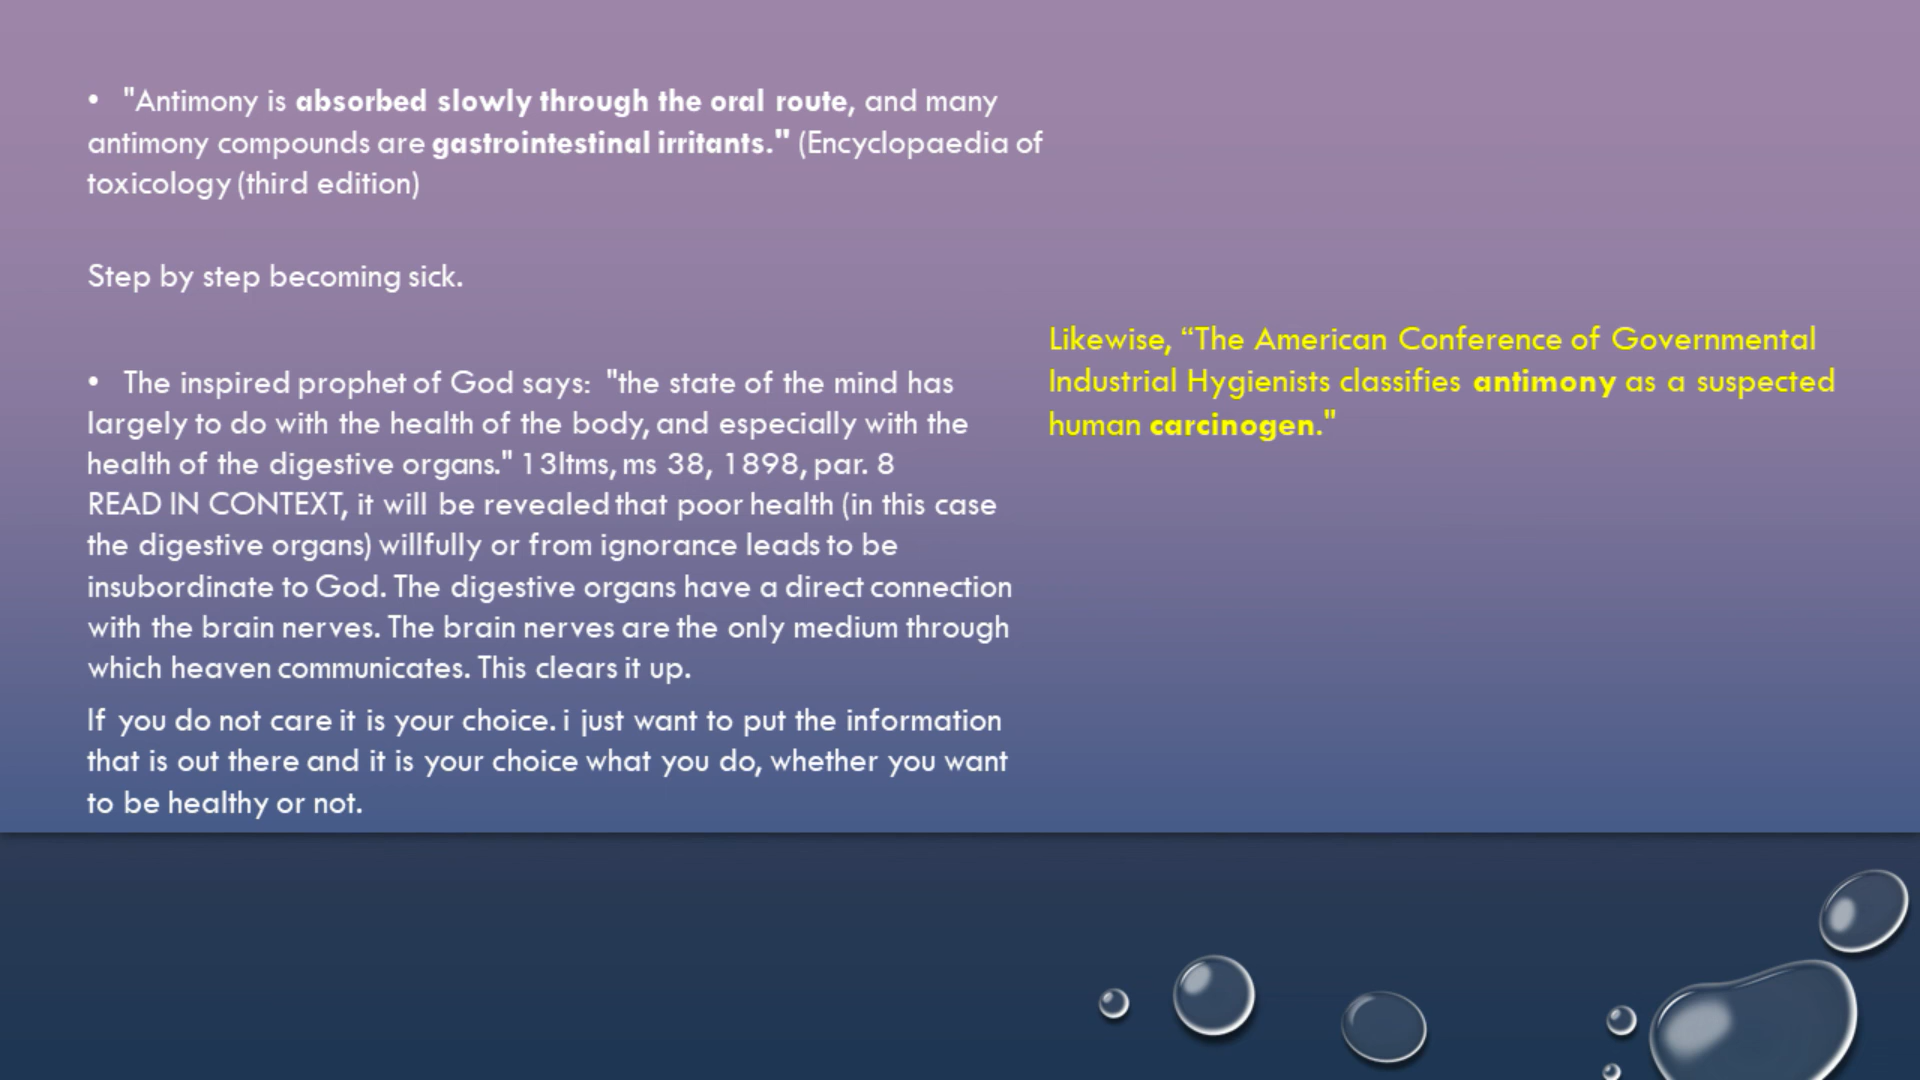 • "Antimony is absorbed slowly through the oral route, and many
antimony compounds are gastrointestinal irritants." (Encyclopaedia of
toxicology (third edition)
Step by step becoming sick.
• The inspired prophet of God says: "the state of the mind has
largely to do with the health of the body, and especially with the
health of the digestive organs." 13ltms, ms 38, 1898, par. 8
READ IN CONTEXT, it will be revealed that poor health (in this case
the digestive organs) willfully or from ignorance leads to be
insubordinate to God. The digestive organs have a direct connection
with the brain nerves. The brain nerves are the only medium through
which heaven communicates. This clears it up.
If you do not care it is your choice. i just want to put the information
that is out there and it is your choice what you do, whether you want
to be healthy or not.
Likewise, “The American Conference of Governmental
Industrial Hygienists classifies antimony as a suspected
human carcinogen."